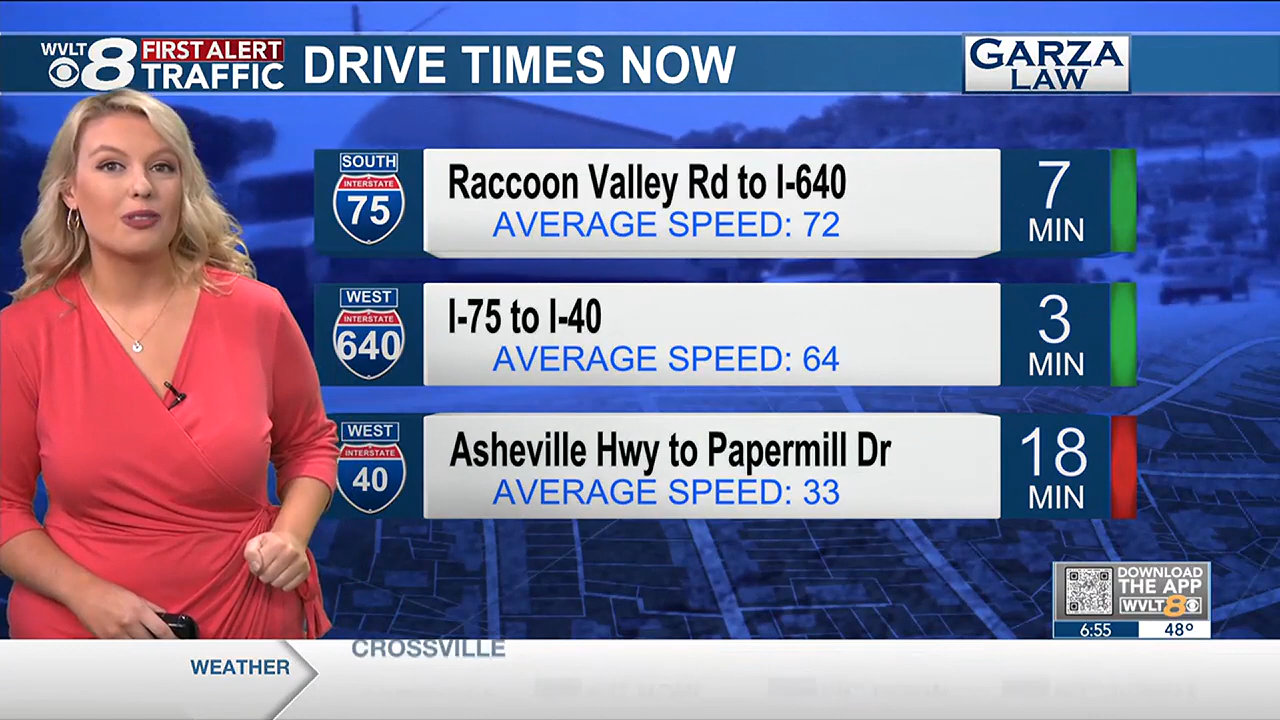 WVLT 8 FIRST ALERT TRAFFIC
DRIVE TIMES NOW
GARZA
LAW
SOUTH
INTERSTATE
75
Raccoon Valley Rd to I-640
AVERAGE SPEED: 72
7
MIN
WEST
INTERSTATE
640
I-75 to I-40
AVERAGE SPEED: 64
3
MIN
WEST
INTERSTATE
40
Asheville Hwy to Papermill Dr
AVERAGE SPEED: 33
18
MIN
DOWNLOAD
THE APP
WVLT 8
6:55 48°
WEATHER
CROSSVILLE